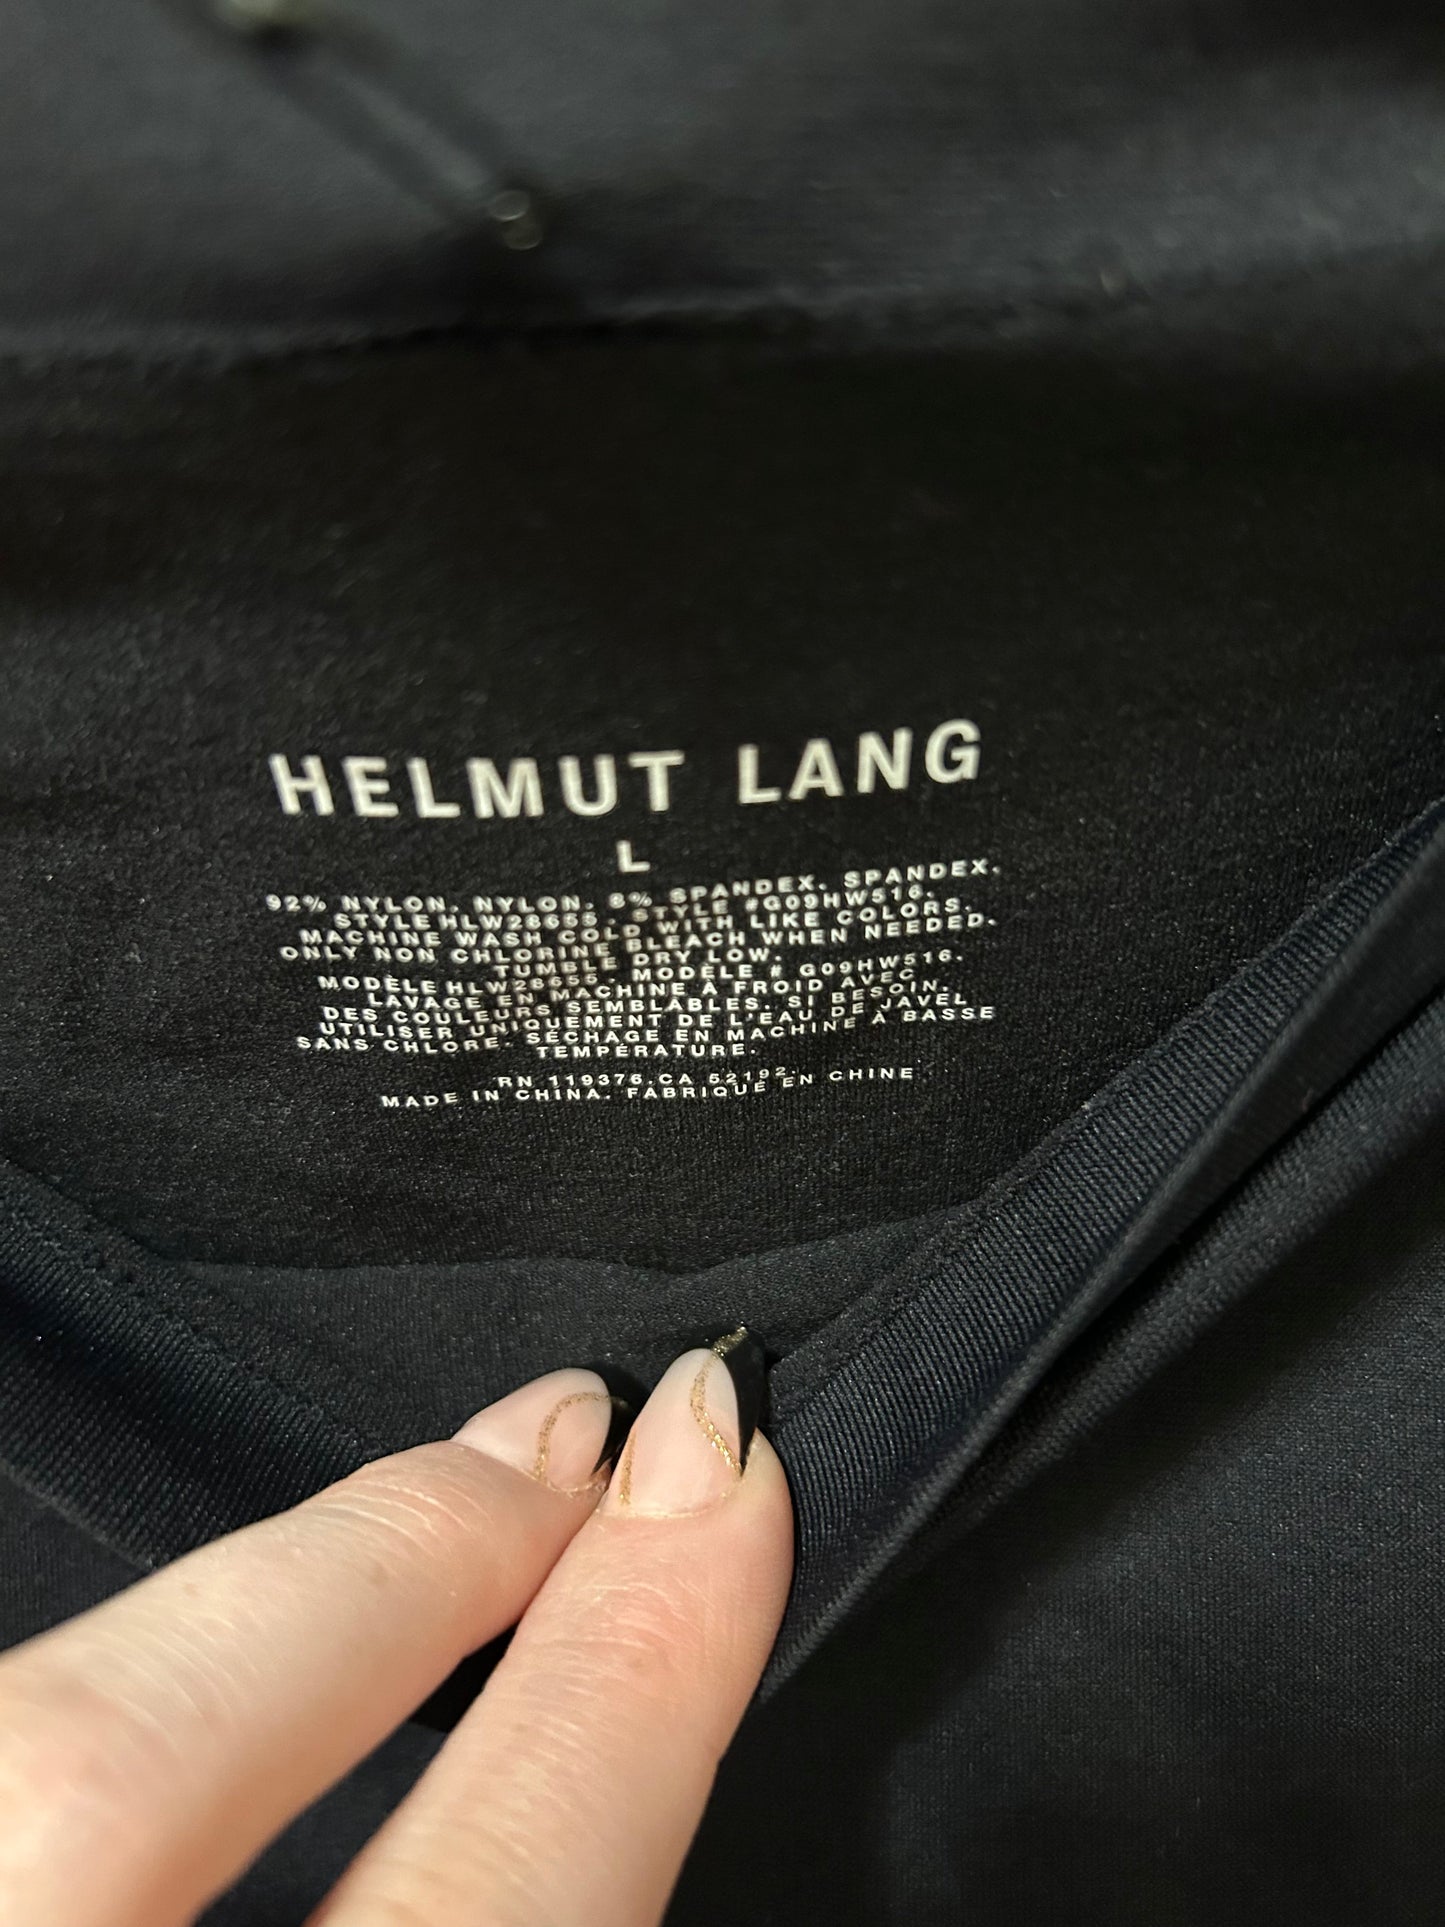 HELMUT LANG
L
92% NYLON. NYLON. 8% SPANDEX. SPANDEX.
STYLE HLW28655. STYLE #G09HW516.
MACHINE WASH COLD WITH LIKE COLORS.
ONLY NON CHLORINE BLEACH WHEN NEEDED.
TUMBLE DRY LOW.
MODÈLE HLW28655. MODÈLE # G09HW516.
LAVAGE EN MACHINE À FROID AVEC
DES COULEURS SEMBLABLES. SI BESOIN.
UTILISER UNIQUEMENT DE L'EAU DE JAVEL
SANS CHLORE. SÉCHAGE EN MACHINE À BASSE
TEMPÉRATURE.
RN 119376.CA 52192.
MADE IN CHINA. FABRIQUÉ EN CHINE